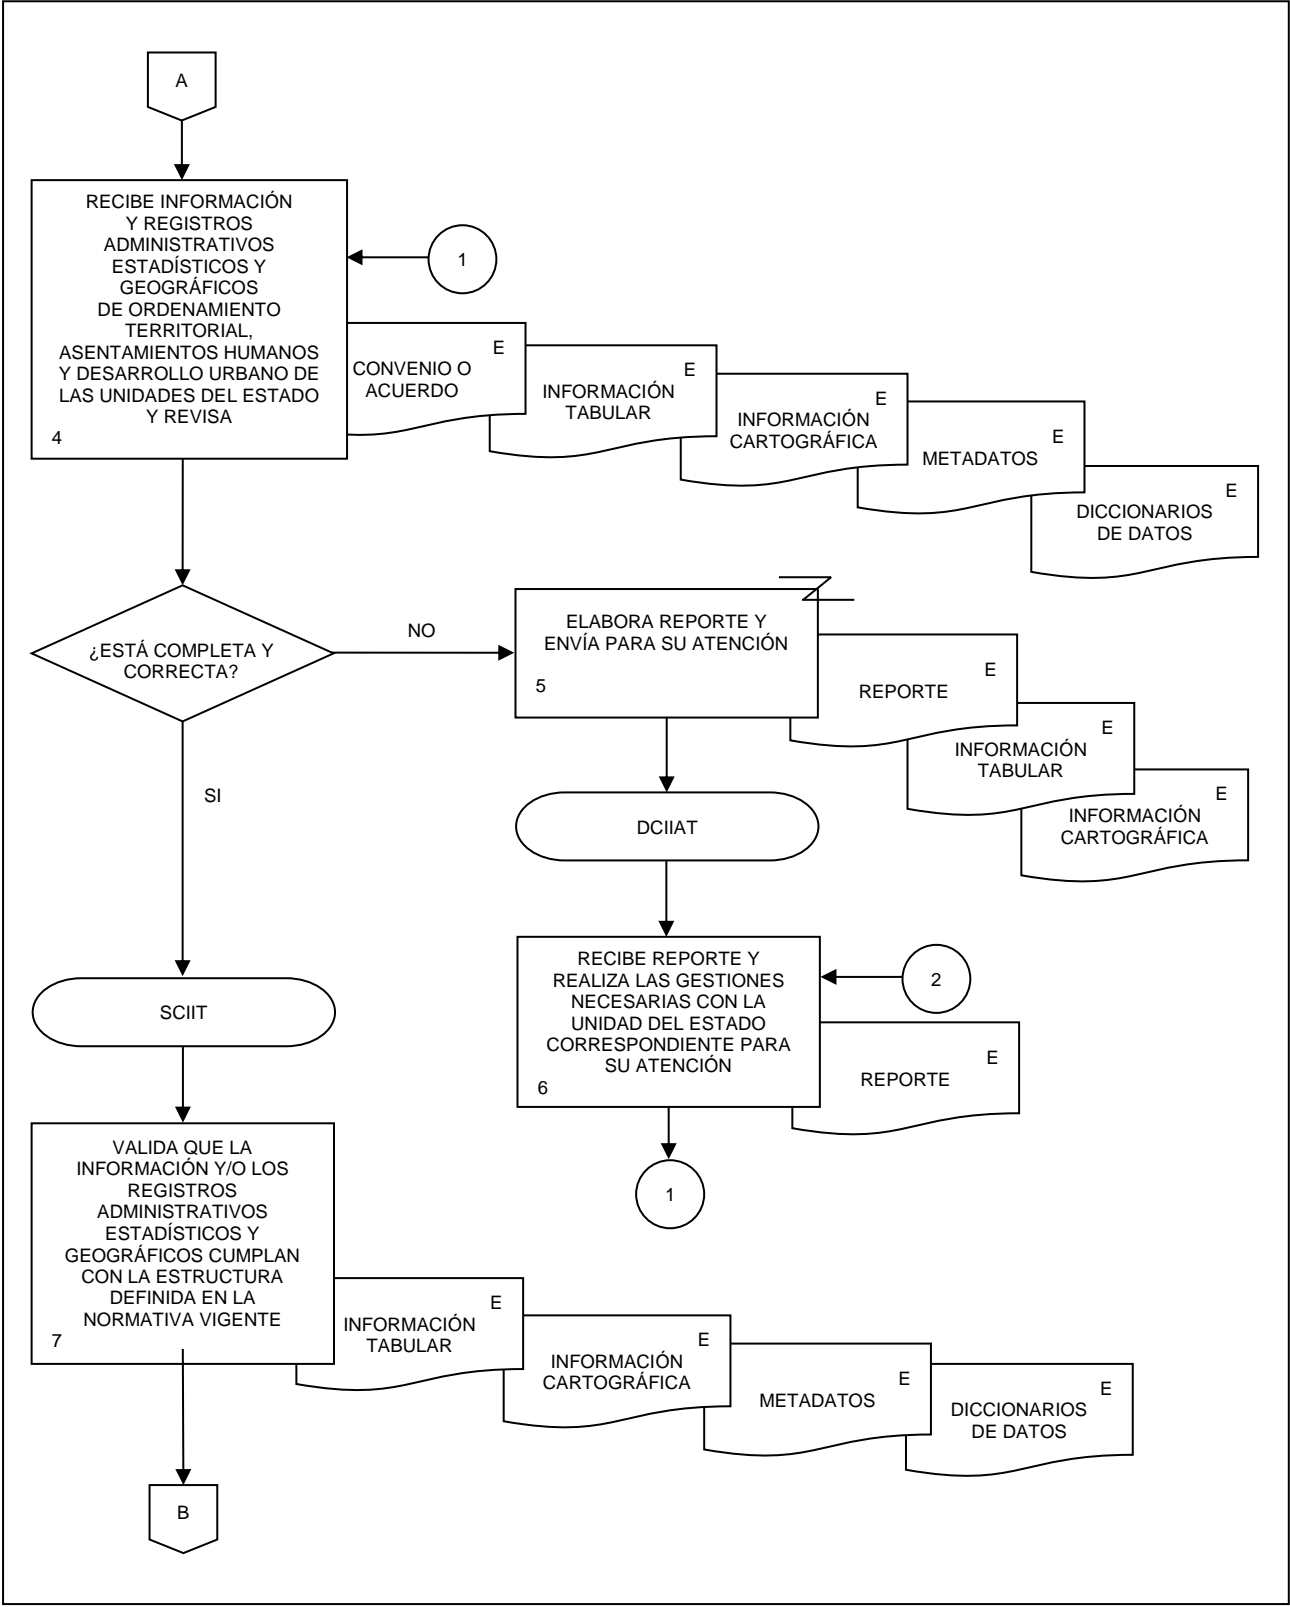 A
RECIBE INFORMACIÓN
Y REGISTROS
ADMINISTRATIVOS
ESTADÍSTICOS Y
GEOGRÁFICOS
DE ORDENAMIENTO
TERRITORIAL,
ASENTAMIENTOS HUMANOS
Y DESARROLLO URBANO DE
LAS UNIDADES DEL ESTADO
Y REVISA
4
1
E
CONVENIO O
ACUERDO
E
INFORMACIÓN
TABULAR
E
INFORMACIÓN
CARTOGRÁFICA
E
METADATOS
E
DICCIONARIOS
DE DATOS
¿ESTÁ COMPLETA Y
CORRECTA?
NO
ELABORA REPORTE Y
ENVÍA PARA SU ATENCIÓN
5
E
REPORTE
E
INFORMACIÓN
TABULAR
E
INFORMACIÓN
CARTOGRÁFICA
SI
DCIIAT
RECIBE REPORTE Y
REALIZA LAS GESTIONES
NECESARIAS CON LA
UNIDAD DEL ESTADO
CORRESPONDIENTE PARA
SU ATENCIÓN
6
2
E
REPORTE
1
SCIIT
VALIDA QUE LA
INFORMACIÓN Y/O LOS
REGISTROS
ADMINISTRATIVOS
ESTADÍSTICOS Y
GEOGRÁFICOS CUMPLAN
CON LA ESTRUCTURA
DEFINIDA EN LA
NORMATIVA VIGENTE
7
E
INFORMACIÓN
TABULAR
E
INFORMACIÓN
CARTOGRÁFICA
E
METADATOS
E
DICCIONARIOS
DE DATOS
B